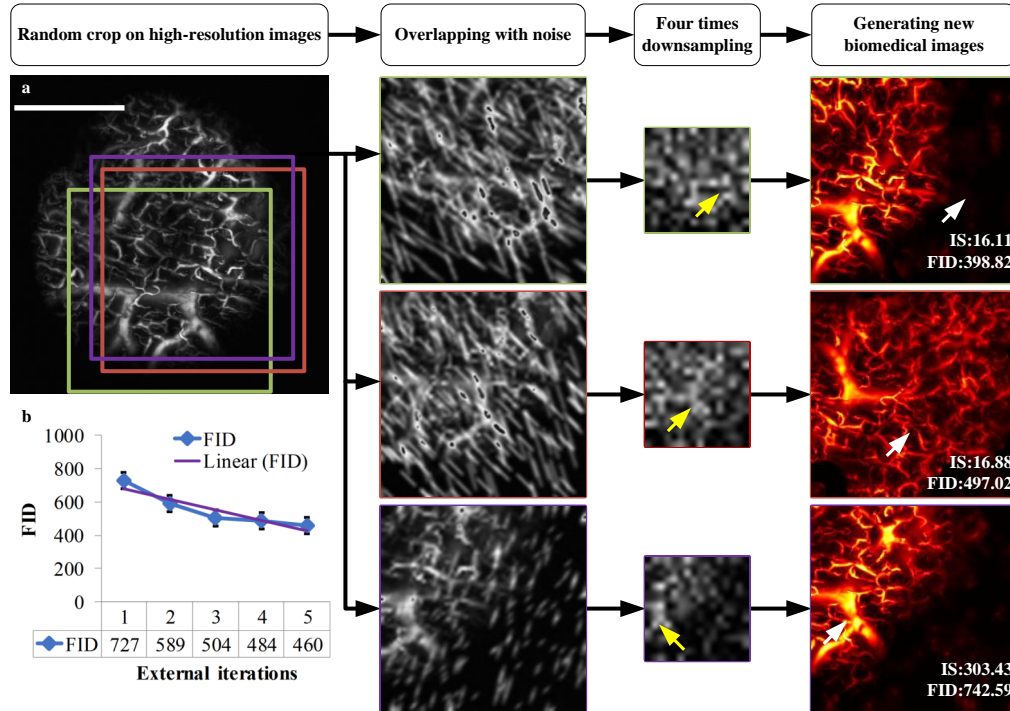 Random crop on high-resolution images
Overlapping with noise
Four times
downsampling
Generating new
biomedical images
a
IS:16.11
FID:398.82
IS:16.88
FID:497.02
IS:303.43
FID:742.59
b
1000
800
600
400
200
0
FID
FID
Linear (FID)
1 2 3 4 5
FID 727 589 504 484 460
External iterations